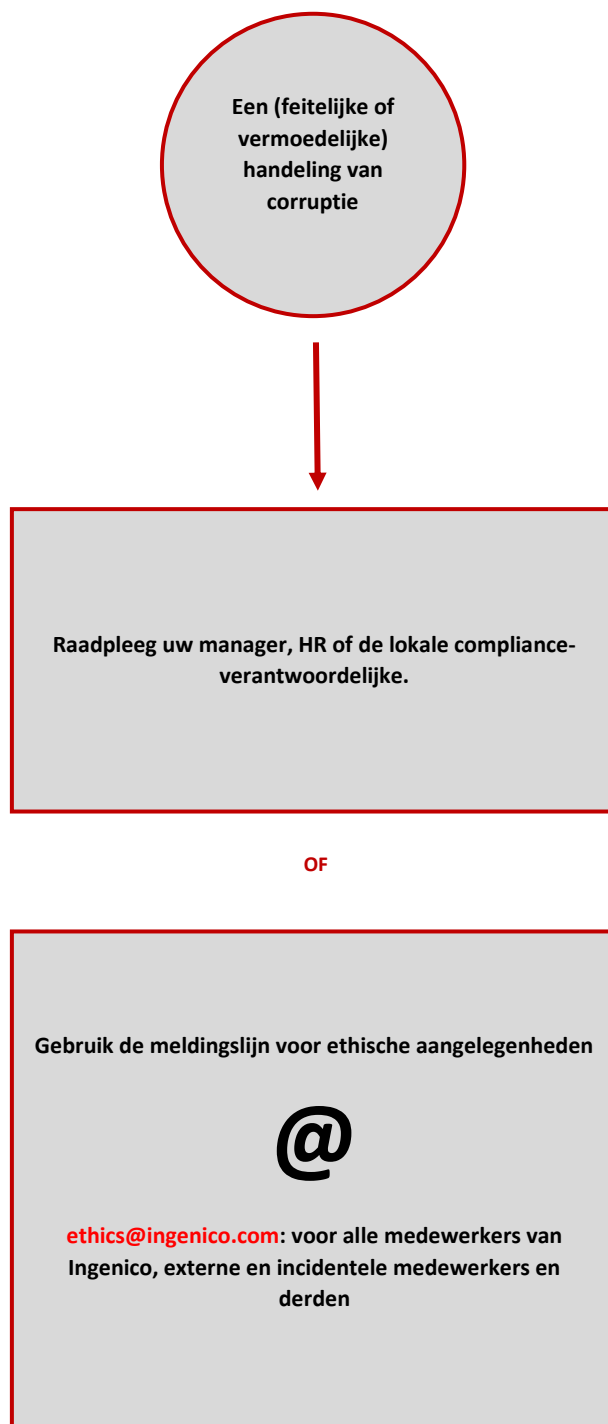 Een (feitelijke of
vermoedelijke)
handeling van
corruptie
Raadpleeg uw manager, HR of de lokale compliance-
verantwoordelijke.
OF
Gebruik de meldingslijn voor ethische aangelegenheden
@
ethics@ingenico.com: voor alle medewerkers van
Ingenico, externe en incidentele medewerkers en
derden